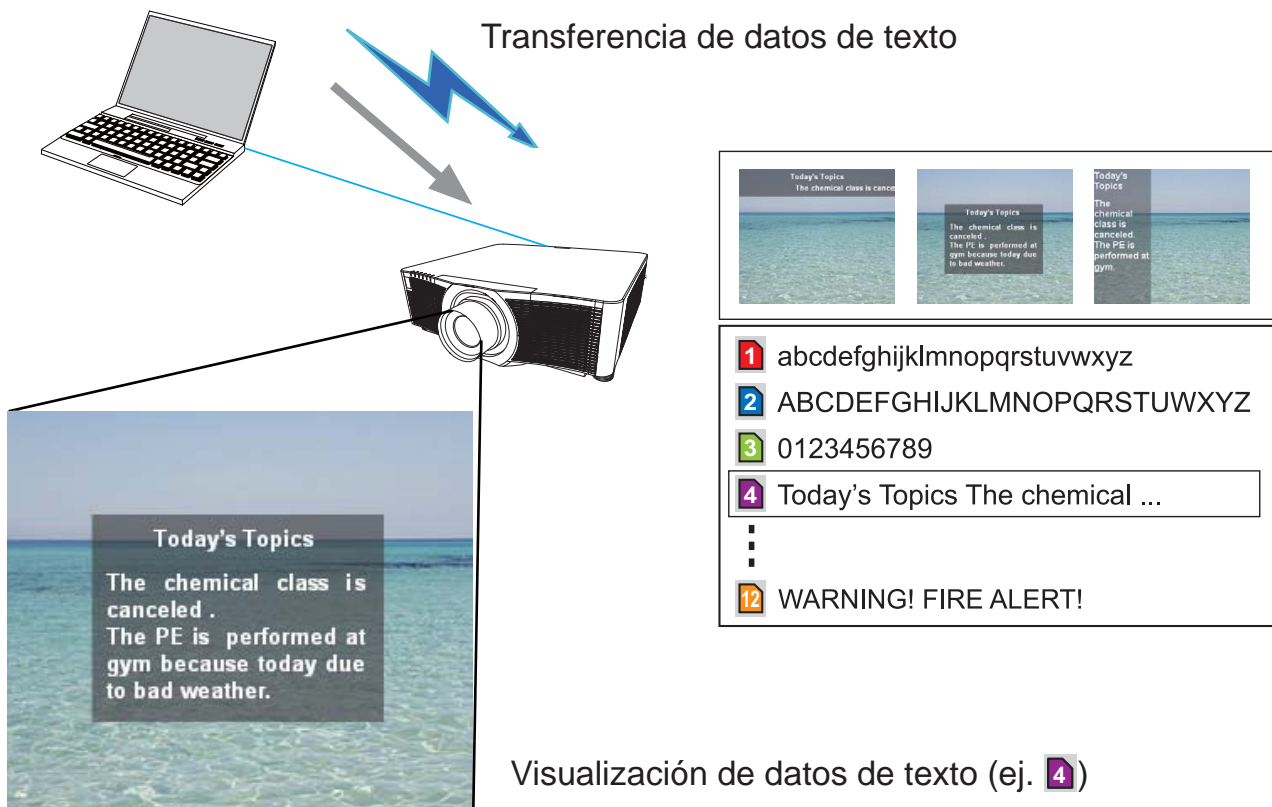 Transferencia de datos de texto
Today's Topics
The chemical class is cance
Today's Topics
The chemical class is
canceled .
The PE is performed at
gym because today due
to bad weather.
Today's
Topics
The
chemical
class is
canceled.
The PE is
performed at
gym.
1 abcdefghijklmnopqrstuvwxyz
2 ABCDEFGHIJKLMNOPQRSTUWXYZ
3 0123456789
4 Today's Topics The chemical ...
12 WARNING! FIRE ALERT!
Today's Topics
The chemical class is
canceled .
The PE is performed at
gym because today due
to bad weather.
Visualización de datos de texto (ej. 4)